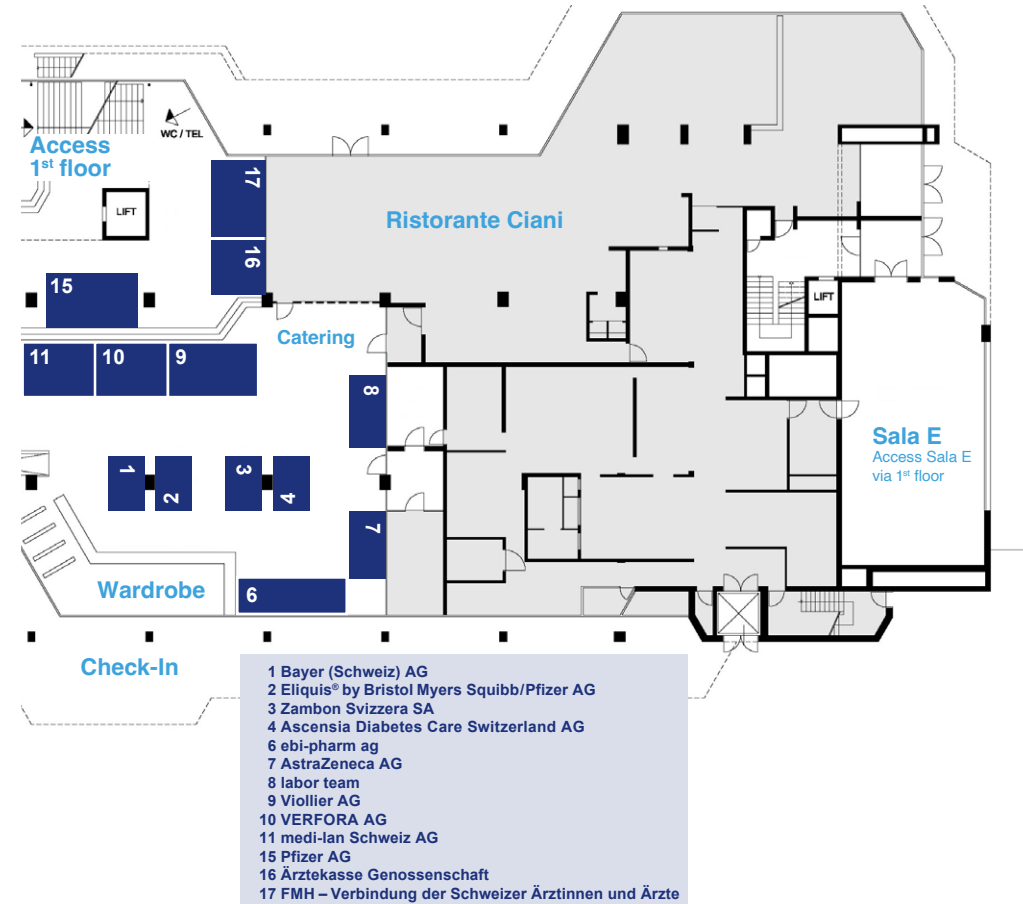 WC / TEL
Access
1st floor
LIFT
17
Ristorante Ciani
16
15
LIFT
Catering
11
10
9
8
Sala E
Access Sala E
via 1st floor
1
2
3
4
7
Wardrobe
6
Check-In
1 Bayer (Schweiz) AG
2 Eliquis® by Bristol Myers Squibb/Pfizer AG
3 Zambon Svizzera SA
4 Ascensia Diabetes Care Switzerland AG
6 ebi-pharm ag
7 AstraZeneca AG
8 labor team
9 Viollier AG
10 VERFORA AG
11 medi-lan Schweiz AG
15 Pfizer AG
16 Ärztekasse Genossenschaft
17 FMH – Verbindung der Schweizer Ärztinnen und Ärzte